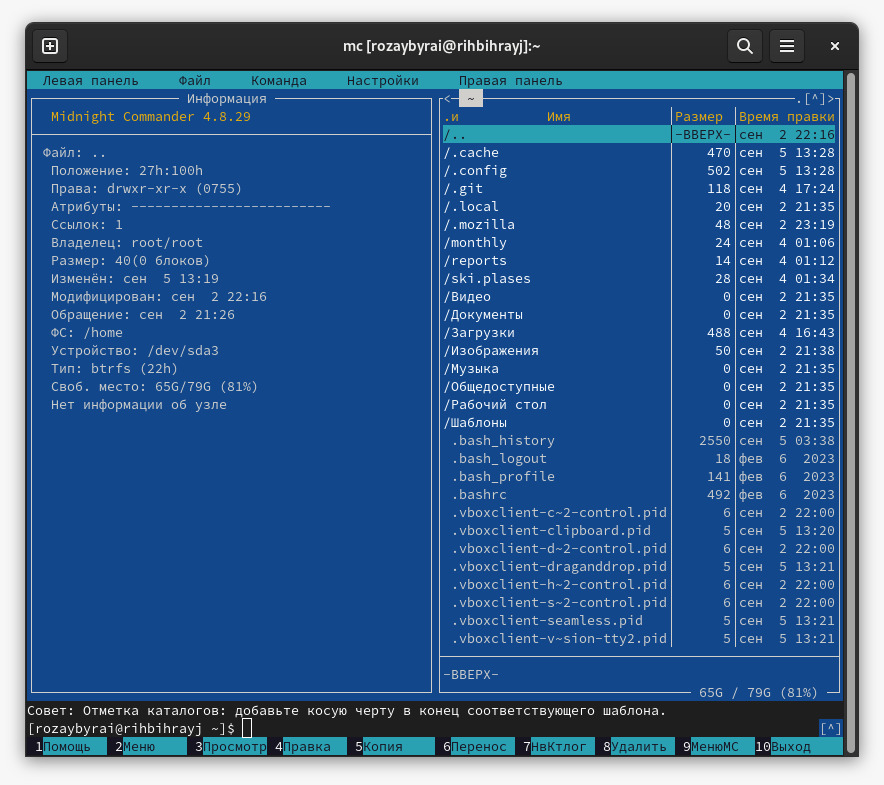 mc [rozaybyrai@rihbihrayj]:~
Левая панель Файл Команда Настройки Правая панель
Информация
Midnight Commander 4.8.29
Файл: ..
Положение: 27h:100h
Права: drwxr-xr-x (0755)
Атрибуты: -------------------------
Ссылок: 1
Владелец: root/root
Размер: 40(0 блоков)
Изменён: сен 5 13:19
Модифицирован: сен 2 22:16
Обращение: сен 2 21:26
ФС: /home
Устройство: /dev/sda3
Тип: btrfs (22h)
Своб. место: 65G/79G (81%)
Нет информации об узле
<- ~ .[^]>
.и Имя Размер Время правки
/.. -ВВЕРХ- сен 2 22:16
/.cache 470 сен 5 13:28
/.config 502 сен 5 13:28
/.git 118 сен 4 17:24
/.local 20 сен 2 21:35
/.mozilla 48 сен 2 23:19
/monthly 24 сен 4 01:06
/reports 14 сен 4 01:12
/ski.plases 28 сен 4 01:34
/Видео 0 сен 2 21:35
/Документы 0 сен 2 21:35
/Загрузки 488 сен 4 16:43
/Изображения 50 сен 2 21:38
/Музыка 0 сен 2 21:35
/Общедоступные 0 сен 2 21:35
/Рабочий стол 0 сен 2 21:35
/Шаблоны 0 сен 2 21:35
.bash_history 2550 сен 5 03:38
.bash_logout 18 фев 6 2023
.bash_profile 141 фев 6 2023
.bashrc 492 фев 6 2023
.vboxclient-c~2-control.pid 6 сен 2 22:00
.vboxclient-clipboard.pid 5 сен 5 13:20
.vboxclient-d~2-control.pid 6 сен 2 22:00
.vboxclient-draganddrop.pid 5 сен 5 13:21
.vboxclient-h~2-control.pid 6 сен 2 22:00
.vboxclient-s~2-control.pid 6 сен 2 22:00
.vboxclient-seamless.pid 5 сен 5 13:21
.vboxclient-v~sion-tty2.pid 5 сен 5 13:21
-ВВЕРХ-
65G / 79G (81%)
Совет: Отметка каталогов: добавьте косую черту в конец соответствующего шаблона.
[rozaybyrai@rihbihrayj ~]$ [^]
1Помощь 2Меню 3Просмотр 4Правка 5Копия 6Перенос 7НвКтлог 8Удалить 9МенюМС 10Выход